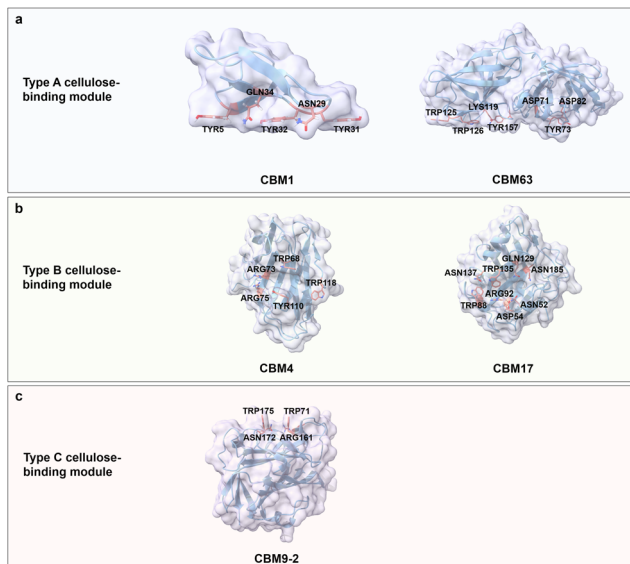 a
Type A cellulose-
binding module
GLN34
ASN29
TYR5
TYR32
TYR31
CBM1
TRP125
LYS119
ASP71
ASP82
TRP126
TYR157
TYR73
CBM63
b
Type B cellulose-
binding module
TRP68
ARG73
TRP118
ARG75
TYR110
CBM4
GLN129
ASN137
TRP135
ASN185
ARG92
TRP88
ASN52
ASP54
CBM17
c
Type C cellulose-
binding module
TRP175
TRP71
ASN172
ARG161
CBM9-2